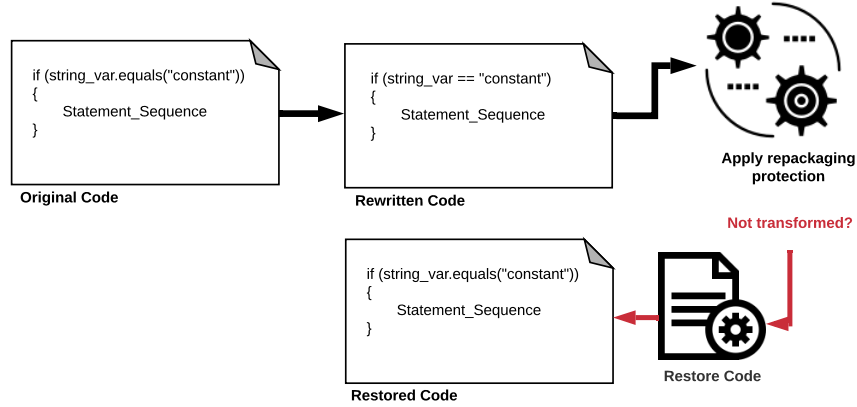 if (string_var.equals("constant"))
{
Statement_Sequence
}
Original Code
if (string_var == "constant")
{
Statement_Sequence
}
Rewritten Code
Apply repackaging
protection
Not transformed?
Restore Code
if (string_var.equals("constant"))
{
Statement_Sequence
}
Restored Code